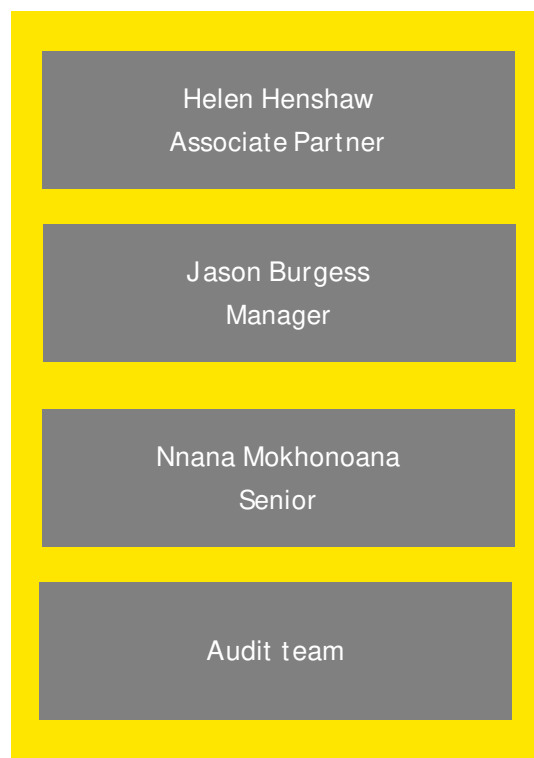 Helen Henshaw
Associate Partner
Jason Burgess
Manager
Nnana Mokhonoana
Senior
Audit team